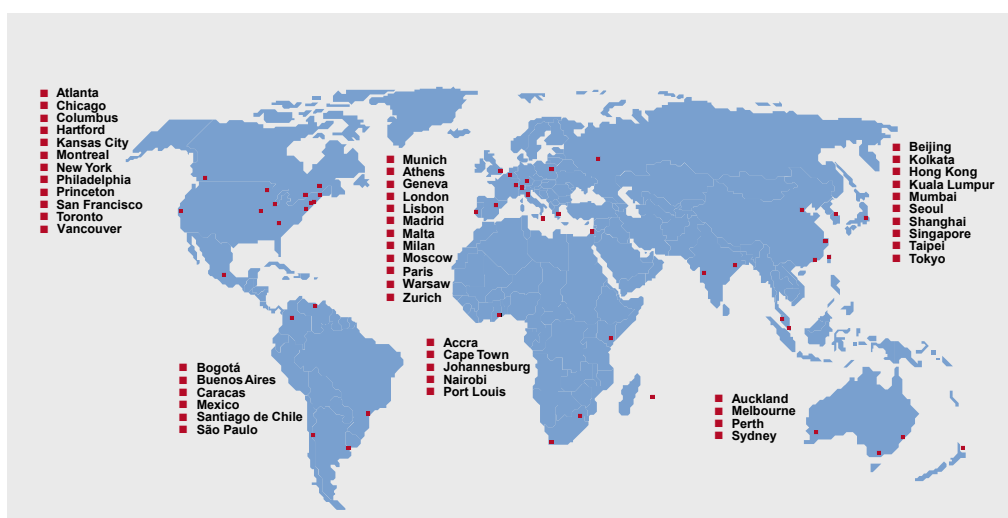 Atlanta
Chicago
Columbus
Hartford
Kansas City
Montreal
New York
Philadelphia
Princeton
San Francisco
Toronto
Vancouver
Munich
Athens
Geneva
London
Lisbon
Madrid
Malta
Milan
Moscow
Paris
Warsaw
Zurich
Beijing
Kolkata
Hong Kong
Kuala Lumpur
Mumbai
Seoul
Shanghai
Singapore
Taipei
Tokyo
Bogotá
Buenos Aires
Caracas
Mexico
Santiago de Chile
São Paulo
Accra
Cape Town
Johannesburg
Nairobi
Port Louis
Auckland
Melbourne
Perth
Sydney